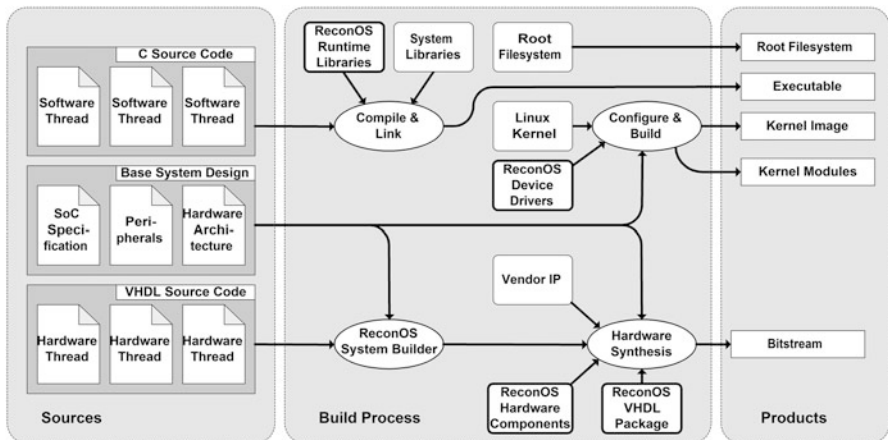 C Source Code
Software
Thread
Software
Thread
Software
Thread
Base System Design
SoC
Speci-
fication
Peri-
pherals
Hardware
Archi-
tecture
VHDL Source Code
Hardware
Thread
Hardware
Thread
Hardware
Thread
Sources
ReconOS
Runtime
Libraries
System
Libraries
Root
Filesystem
Compile &
Link
Linux
Kernel
Configure &
Build
ReconOS
Device
Drivers
Vendor IP
ReconOS
System Builder
Hardware
Synthesis
ReconOS
Hardware
Components
ReconOS
VHDL
Package
Build Process
Root Filesystem
Executable
Kernel Image
Kernel Modules
Bitstream
Products